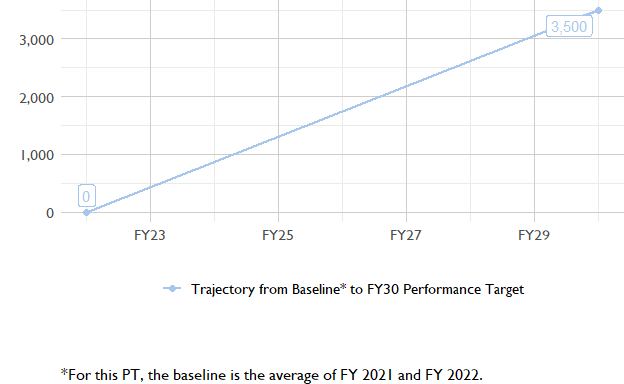 3,500
3,000
2,000
1,000
0
0
FY23 FY25 FY27 FY29
Trajectory from Baseline* to FY30 Performance Target
*For this PT, the baseline is the average of FY 2021 and FY 2022.